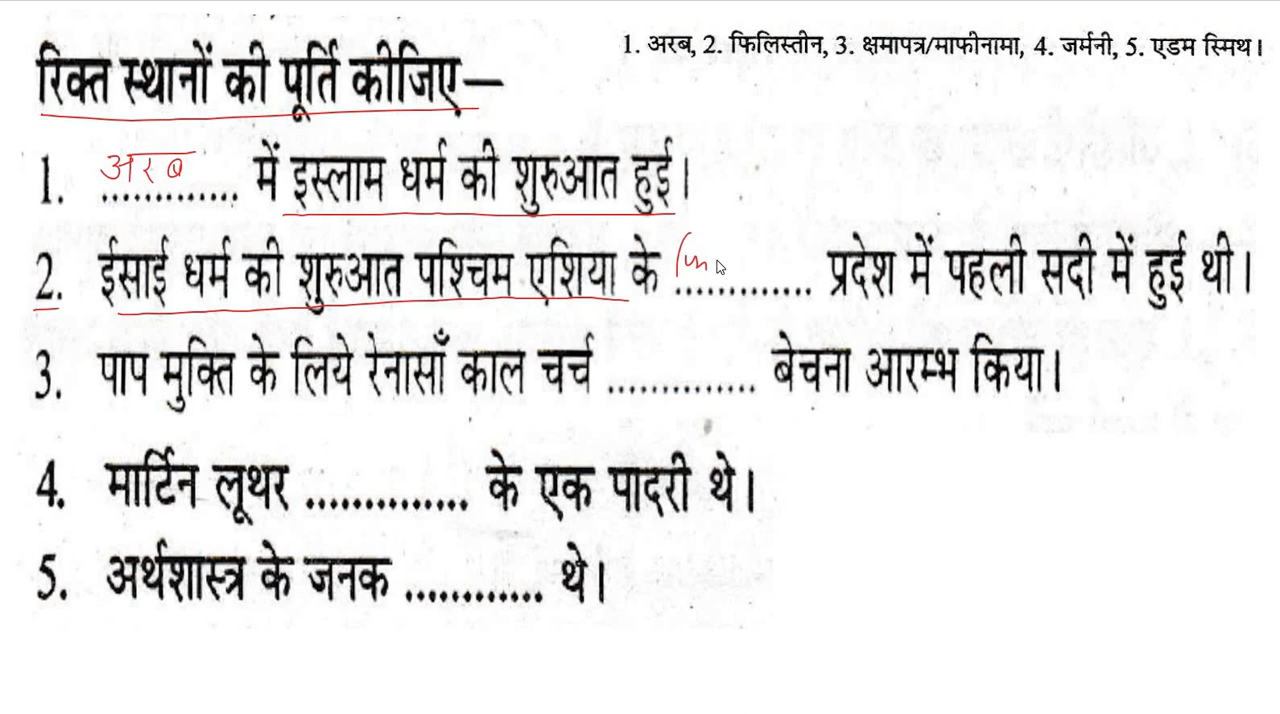 1. अरब, 2. फिलिस्तीन, 3. क्षमापत्र/माफीनामा, 4. जर्मनी, 5. एडम स्मिथ।
रिक्त स्थानों की पूर्ति कीजिए—
1. अरब ............. में इस्लाम धर्म की शुरुआत हुई।
2. ईसाई धर्म की शुरुआत पश्चिम एशिया के ............. प्रदेश में पहली सदी में हुई थी।
3. पाप मुक्ति के लिये रेनासाँ काल चर्च .............. बेचना आरम्भ किया।
4. मार्टिन लूथर .............. के एक पादरी थे।
5. अर्थशास्त्र के जनक ............ थे।